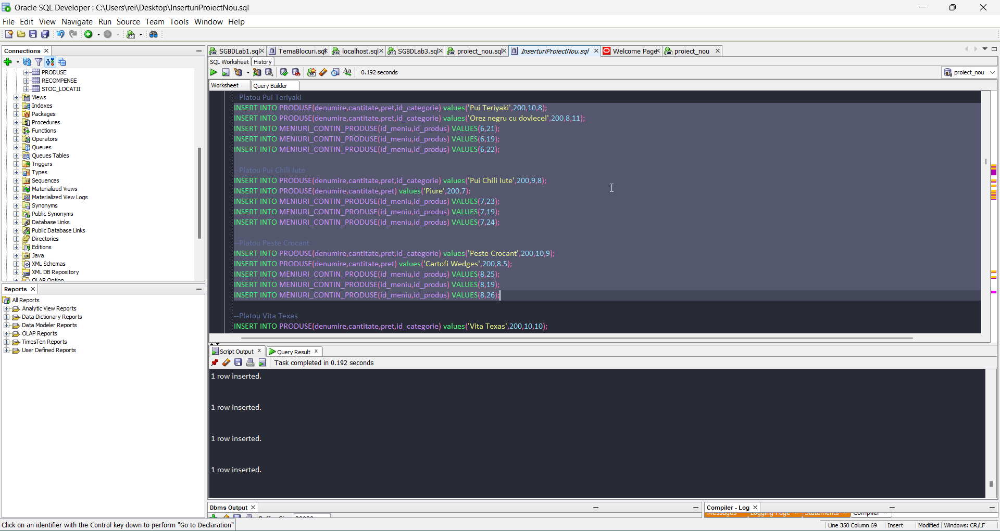 Oracle SQL Developer : C:\Users\rei\Desktop\InserturiProiectNou.sql
File Edit View Navigate Run Source Team Tools Window Help
Connections
PRODUSE
RECOMPENSE
STOC_LOCATII
Views
Indexes
Packages
Procedures
Functions
Operators
Queues
Queues Tables
Triggers
Types
Sequences
Materialized Views
Materialized View Logs
Synonyms
Public Synonyms
Database Links
Public Database Links
Directories
Editions
Java
XML Schemas
XML DB Repository
OLAP Option
Reports
All Reports
Analytic View Reports
Data Dictionary Reports
Data Modeler Reports
OLAP Reports
TimesTen Reports
User Defined Reports
SGBDLab1.sql TemaBlocuri.sql localhost.sql SGBDLab3.sql proiect_nou.sql InserturiProiectNou.sql Welcome Page proiect_nou
SQL Worksheet History
0.192 seconds
proiect_nou
Worksheet Query Builder
--Platou Pui Teriyaki
INSERT INTO PRODUSE(denumire,cantitate,pret,id_categorie) values('Pui Teriyaki',200,10,8);
INSERT INTO PRODUSE(denumire,cantitate,pret,id_categorie) values('Orez negru cu dovlecel',200,8,11);
INSERT INTO MENIURI_CONTIN_PRODUSE(id_meniu,id_produs) VALUES(6,21);
INSERT INTO MENIURI_CONTIN_PRODUSE(id_meniu,id_produs) VALUES(6,19);
INSERT INTO MENIURI_CONTIN_PRODUSE(id_meniu,id_produs) VALUES(6,22);
--Platou Pui Chili Iute
INSERT INTO PRODUSE(denumire,cantitate,pret,id_categorie) values('Pui Chili Iute',200,9,8);
INSERT INTO PRODUSE(denumire,cantitate,pret) values('Piure',200,7);
INSERT INTO MENIURI_CONTIN_PRODUSE(id_meniu,id_produs) VALUES(7,23);
INSERT INTO MENIURI_CONTIN_PRODUSE(id_meniu,id_produs) VALUES(7,19);
INSERT INTO MENIURI_CONTIN_PRODUSE(id_meniu,id_produs) VALUES(7,24);
--Platou Peste Crocant
INSERT INTO PRODUSE(denumire,cantitate,pret,id_categorie) values('Peste Crocant',200,10,9);
INSERT INTO PRODUSE(denumire,cantitate,pret) values('Cartofi Wedges',200,8.5);
INSERT INTO MENIURI_CONTIN_PRODUSE(id_meniu,id_produs) VALUES(8,25);
INSERT INTO MENIURI_CONTIN_PRODUSE(id_meniu,id_produs) VALUES(8,19);
INSERT INTO MENIURI_CONTIN_PRODUSE(id_meniu,id_produs) VALUES(8,26);
--Platou Vita Texas
INSERT INTO PRODUSE(denumire,cantitate,pret,id_categorie) values('Vita Texas',200,10,10);
Script Output Query Result
Task completed in 0.192 seconds
1 row inserted.
1 row inserted.
1 row inserted.
1 row inserted.
Dbms Output
Compiler - Log
Messages Logging Page Statements Compiler
Click on an identifier with the Control key down to perform "Go to Declaration"
Line 350 Column 69 Insert Modified Windows: CR/LF